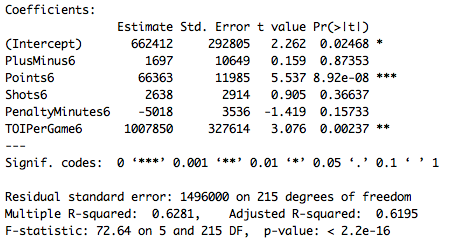 Coefficients:
Estimate Std. Error t value Pr(>|t|)
(Intercept) 662412 292805 2.262 0.02468 *
PlusMinus6 1697 10649 0.159 0.87353
Points6 66363 11985 5.537 8.92e-08 ***
Shots6 2638 2914 0.905 0.36637
PenaltyMinutes6 -5018 3536 -1.419 0.15733
TOIPerGame6 1007850 327614 3.076 0.00237 **
---
Signif. codes: 0 ‘***’ 0.001 ‘**’ 0.01 ‘*’ 0.05 ‘.’ 0.1 ‘ ’ 1
Residual standard error: 1496000 on 215 degrees of freedom
Multiple R-squared: 0.6281, Adjusted R-squared: 0.6195
F-statistic: 72.64 on 5 and 215 DF, p-value: < 2.2e-16